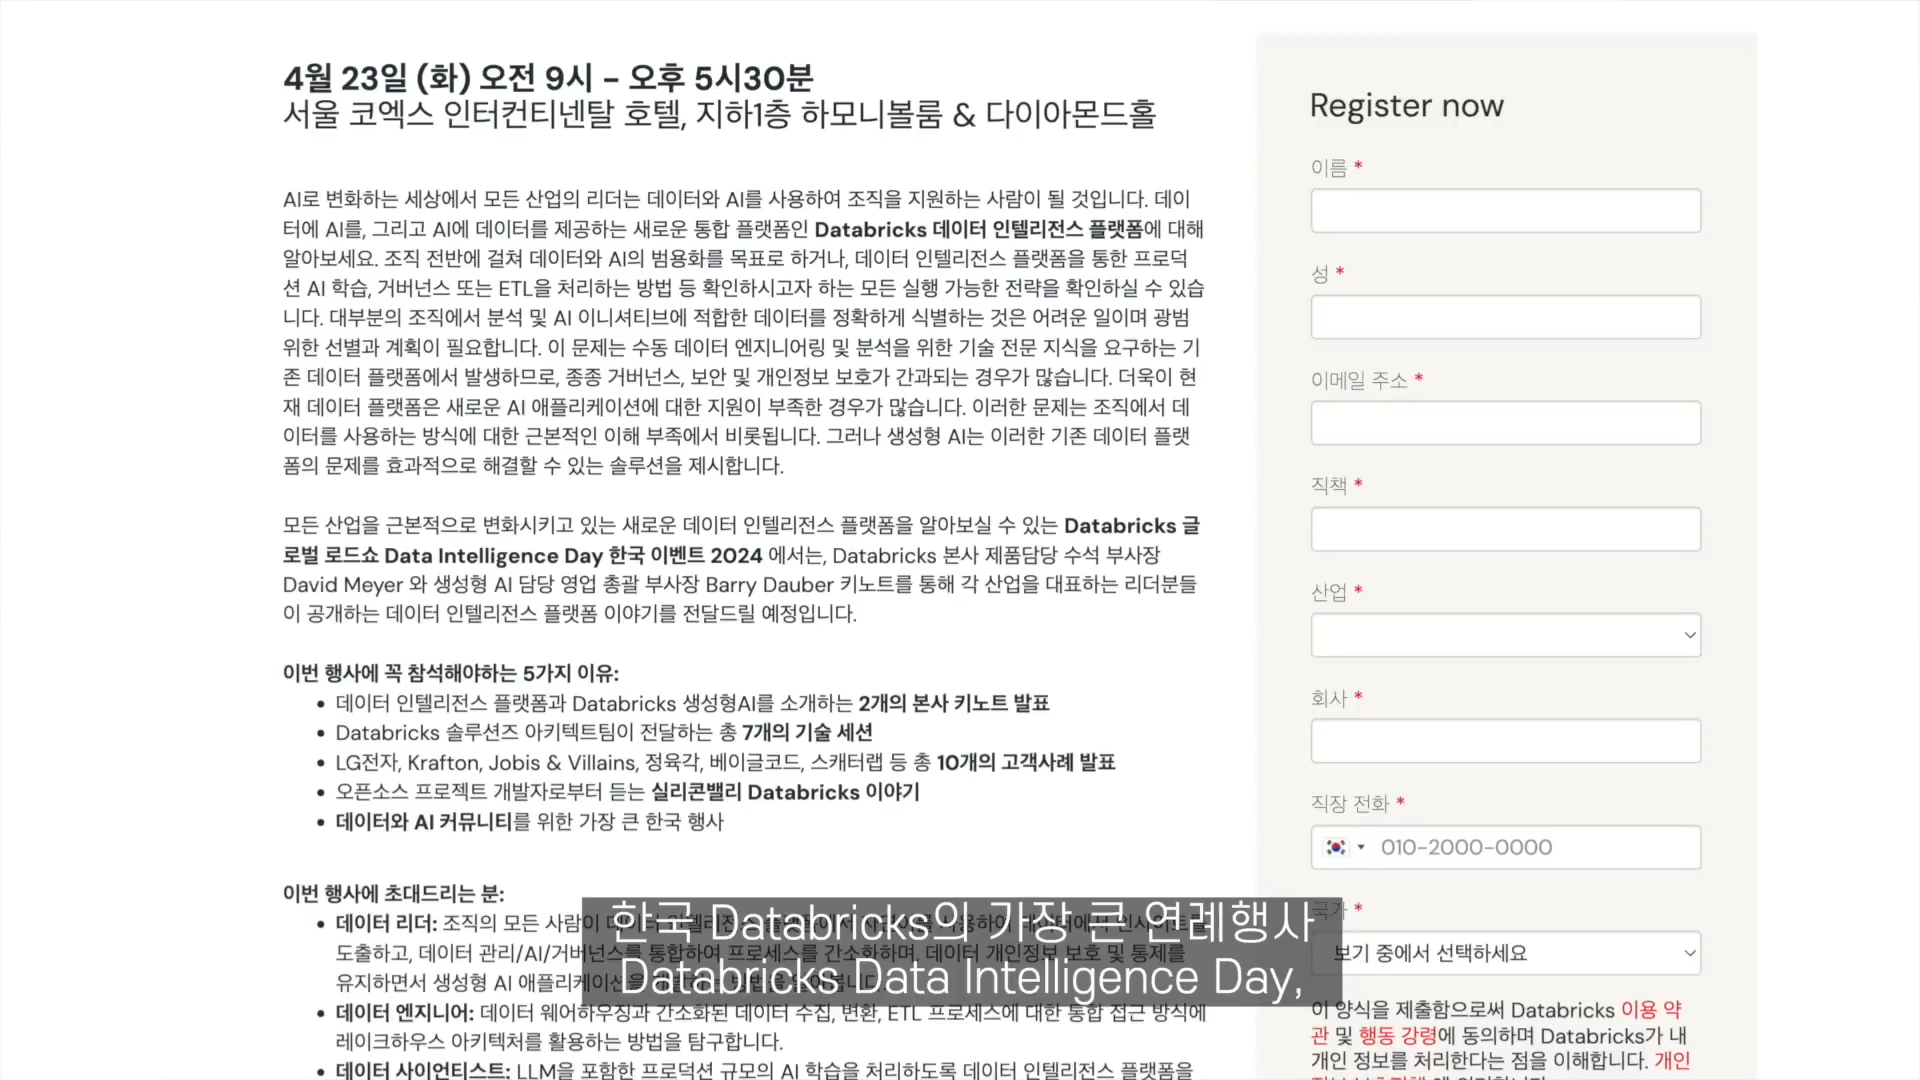 4월 23일 (화) 오전 9시 – 오후 5시30분
서울 코엑스 인터컨티넨탈 호텔, 지하1층 하모니볼룸 & 다이아몬드홀
AI로 변화하는 세상에서 모든 산업의 리더는 데이터와 AI를 사용하여 조직을 지원하는 사람이 될 것입니다. 데이
터에 AI를, 그리고 AI에 데이터를 제공하는 새로운 통합 플랫폼인 Databricks 데이터 인텔리전스 플랫폼에 대해
알아보세요. 조직 전반에 걸쳐 데이터와 AI의 범용화를 목표로 하거나, 데이터 인텔리전스 플랫폼을 통한 프로덕
션 AI 학습, 거버넌스 또는 ETL을 처리하는 방법 등 확인하시고자 하는 모든 실행 가능한 전략을 확인하실 수 있습
니다. 대부분의 조직에서 분석 및 AI 이니셔티브에 적합한 데이터를 정확하게 식별하는 것은 어려운 일이며 광범
위한 선별과 계획이 필요합니다. 이 문제는 수동 데이터 엔지니어링 및 분석을 위한 기술 전문 지식을 요구하는 기
존 데이터 플랫폼에서 발생하므로, 종종 거버넌스, 보안 및 개인정보 보호가 간과되는 경우가 많습니다. 더욱이 현
재 데이터 플랫폼은 새로운 AI 애플리케이션에 대한 지원이 부족한 경우가 많습니다. 이러한 문제는 조직에서 데
이터를 사용하는 방식에 대한 근본적인 이해 부족에서 비롯됩니다. 그러나 생성형 AI는 이러한 기존 데이터 플랫
폼의 문제를 효과적으로 해결할 수 있는 솔루션을 제시합니다.
모든 산업을 근본적으로 변화시키고 있는 새로운 데이터 인텔리전스 플랫폼을 알아보실 수 있는 Databricks 글
로벌 로드쇼 Data Intelligence Day 한국 이벤트 2024 에서는, Databricks 본사 제품담당 수석 부사장
David Meyer 와 생성형 AI 담당 영업 총괄 부사장 Barry Dauber 키노트를 통해 각 산업을 대표하는 리더분들
이 공개하는 데이터 인텔리전스 플랫폼 이야기를 전달드릴 예정입니다.
이번 행사에 꼭 참석해야하는 5가지 이유:
• 데이터 인텔리전스 플랫폼과 Databricks 생성형AI를 소개하는 2개의 본사 키노트 발표
• Databricks 솔루션즈 아키텍트팀이 전달하는 총 7개의 기술 세션
• LG전자, Krafton, Jobis & Villains, 정육각, 베이글코드, 스캐터랩 등 총 10개의 고객사례 발표
• 오픈소스 프로젝트 개발자로부터 듣는 실리콘밸리 Databricks 이야기
• 데이터와 AI 커뮤니티를 위한 가장 큰 한국 행사
이번 행사에 초대드리는 분:
• 데이터 리더: 조직의 모든 사람이
도출하고, 데이터 관리/AI/거버넌스를 통합하여 프로세스를 간소화하며, 데이터 개인정보 보호 및 통제를
유지하면서 생성형 AI 애플리케이션을
• 데이터 엔지니어: 데이터 웨어하우징과 간소화된 데이터 수집, 변환, ETL 프로세스에 대한 통합 접근 방식에
레이크하우스 아키텍처를 활용하는 방법을 탐구합니다.
• 데이터 사이언티스트: LLM을 포함한 프로덕션 규모의 AI 학습을 처리하도록 데이터 인텔리전스 플랫폼을
한국 Databricks의 가장 큰 연례행사
Databricks Data Intelligence Day,
Register now
이름 *
성 *
이메일 주소 *
직책 *
산업 *
회사 *
직장 전화 *
010-2000-0000
국가 *
보기 중에서 선택하세요
이 양식을 제출함으로써 Databricks 이용 약
관 및 행동 강령에 동의하며 Databricks가 내
개인 정보를 처리한다는 점을 이해합니다. 개인